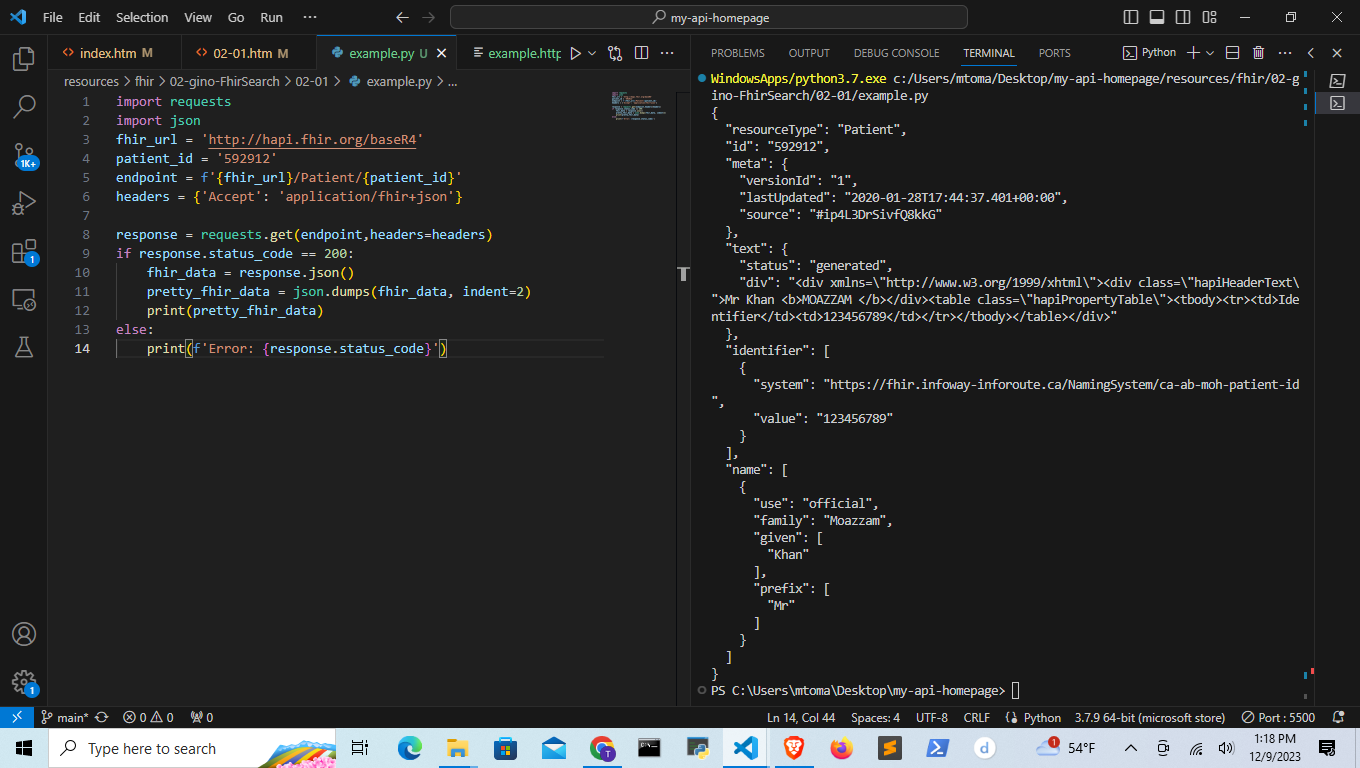 File Edit Selection View Go Run ··· my-api-homepage
index.htm M 02-01.htm M example.py U example.http
resources > fhir > 02-gino-FhirSearch > 02-01 > example.py > ...
1 import requests
2 import json
3 fhir_url = 'http://hapi.fhir.org/baseR4'
4 patient_id = '592912'
5 endpoint = f'{fhir_url}/Patient/{patient_id}'
6 headers = {'Accept': 'application/fhir+json'}
7
8 response = requests.get(endpoint,headers=headers)
9 if response.status_code == 200:
10     fhir_data = response.json()
11     pretty_fhir_data = json.dumps(fhir_data, indent=2)
12     print(pretty_fhir_data)
13 else:
14     print(f'Error: {response.status_code}')
1K+
1
1
PROBLEMS OUTPUT DEBUG CONSOLE TERMINAL PORTS Python
WindowsApps/python3.7.exe c:/Users/mtoma/Desktop/my-api-homepage/resources/fhir/02-g
ino-FhirSearch/02-01/example.py
{
  "resourceType": "Patient",
  "id": "592912",
  "meta": {
    "versionId": "1",
    "lastUpdated": "2020-01-28T17:44:37.401+00:00",
    "source": "#ip4L3DrSivfQ8kkG"
  },
  "text": {
    "status": "generated",
    "div": "<div xmlns=\"http://www.w3.org/1999/xhtml\"><div class=\"hapiHeaderText\
">Mr Khan <b>MOAZZAM </b></div><table class=\"hapiPropertyTable\"><tbody><tr><td>Ide
ntifier</td><td>123456789</td></tr></tbody></table></div>"
  },
  "identifier": [
    {
      "system": "https://fhir.infoway-inforoute.ca/NamingSystem/ca-ab-moh-patient-id
",
      "value": "123456789"
    }
  ],
  "name": [
    {
      "use": "official",
      "family": "Moazzam",
      "given": [
        "Khan"
      ],
      "prefix": [
        "Mr"
      ]
    }
  ]
}
PS C:\Users\mtoma\Desktop\my-api-homepage>
main* 0 0 0 Ln 14, Col 44 Spaces: 4 UTF-8 CRLF Python 3.7.9 64-bit (microsoft store) Port : 5500
Type here to search T d 1 54°F 1:18 PM
12/9/2023